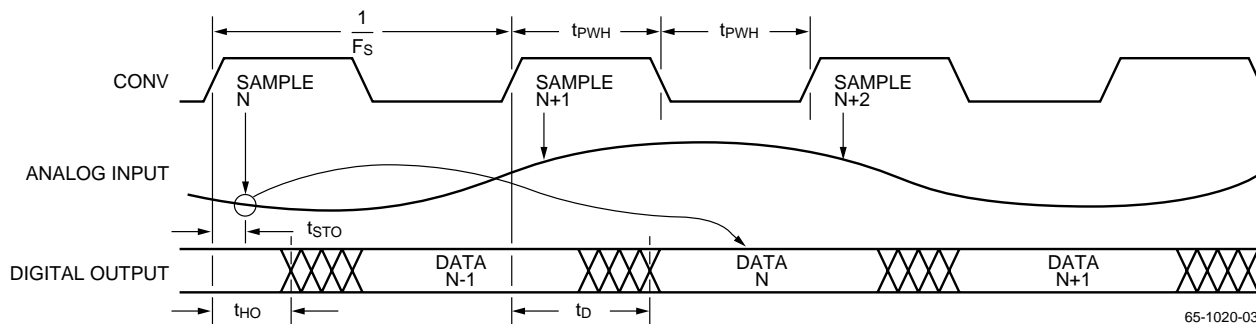 1
FS
tPWH
tPWH
CONV
SAMPLE
N
SAMPLE
N+1
SAMPLE
N+2
ANALOG INPUT
tSTO
DIGITAL OUTPUT
DATA
N-1
DATA
N
DATA
N+1
tHO
tD
65-1020-03